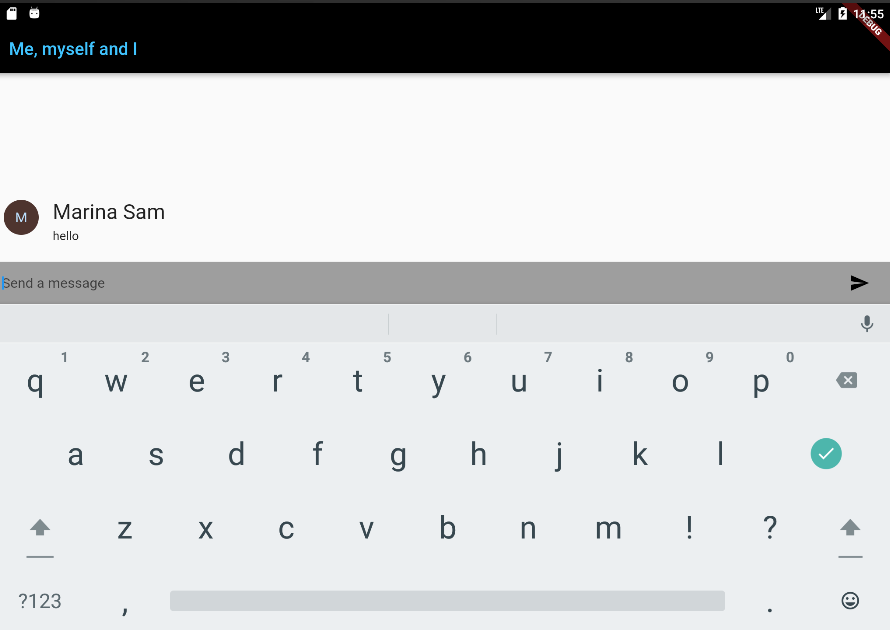 11:55
DEBUG
Me, myself and I
M
Marina Sam
hello
Send a message
1 2 3 4 5 6 7 8 9 0
q w e r t y u i o p
a s d f g h j k l
z x c v b n m ! ?
?123 , .